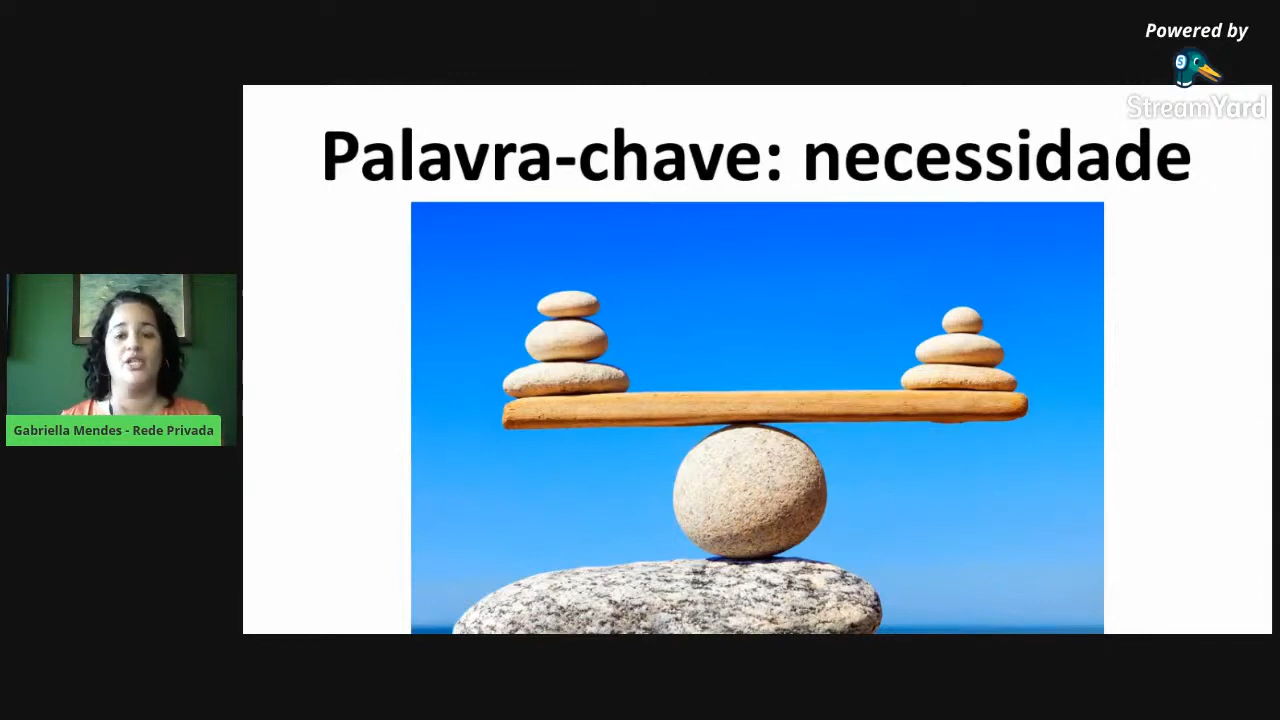 Powered by
StreamYard
Palavra-chave: necessidade
Gabriella Mendes - Rede Privada